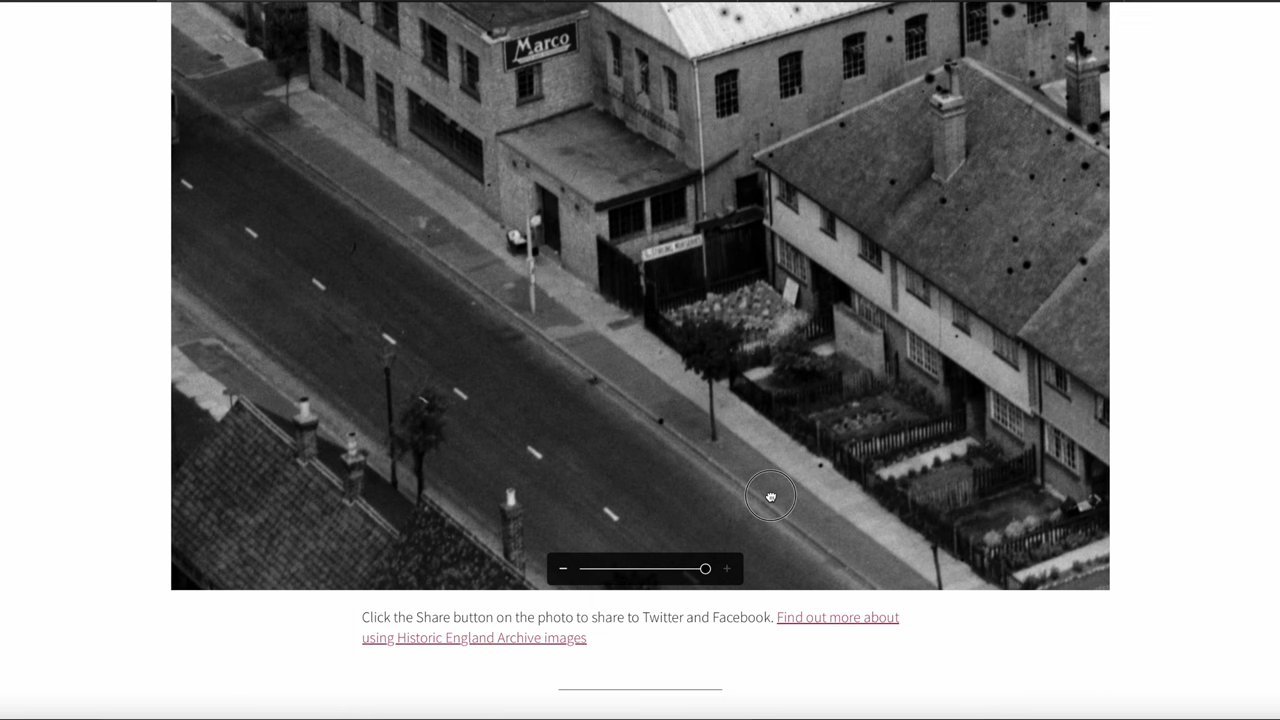 Marco
Click the Share button on the photo to share to Twitter and Facebook. Find out more about
using Historic England Archive images